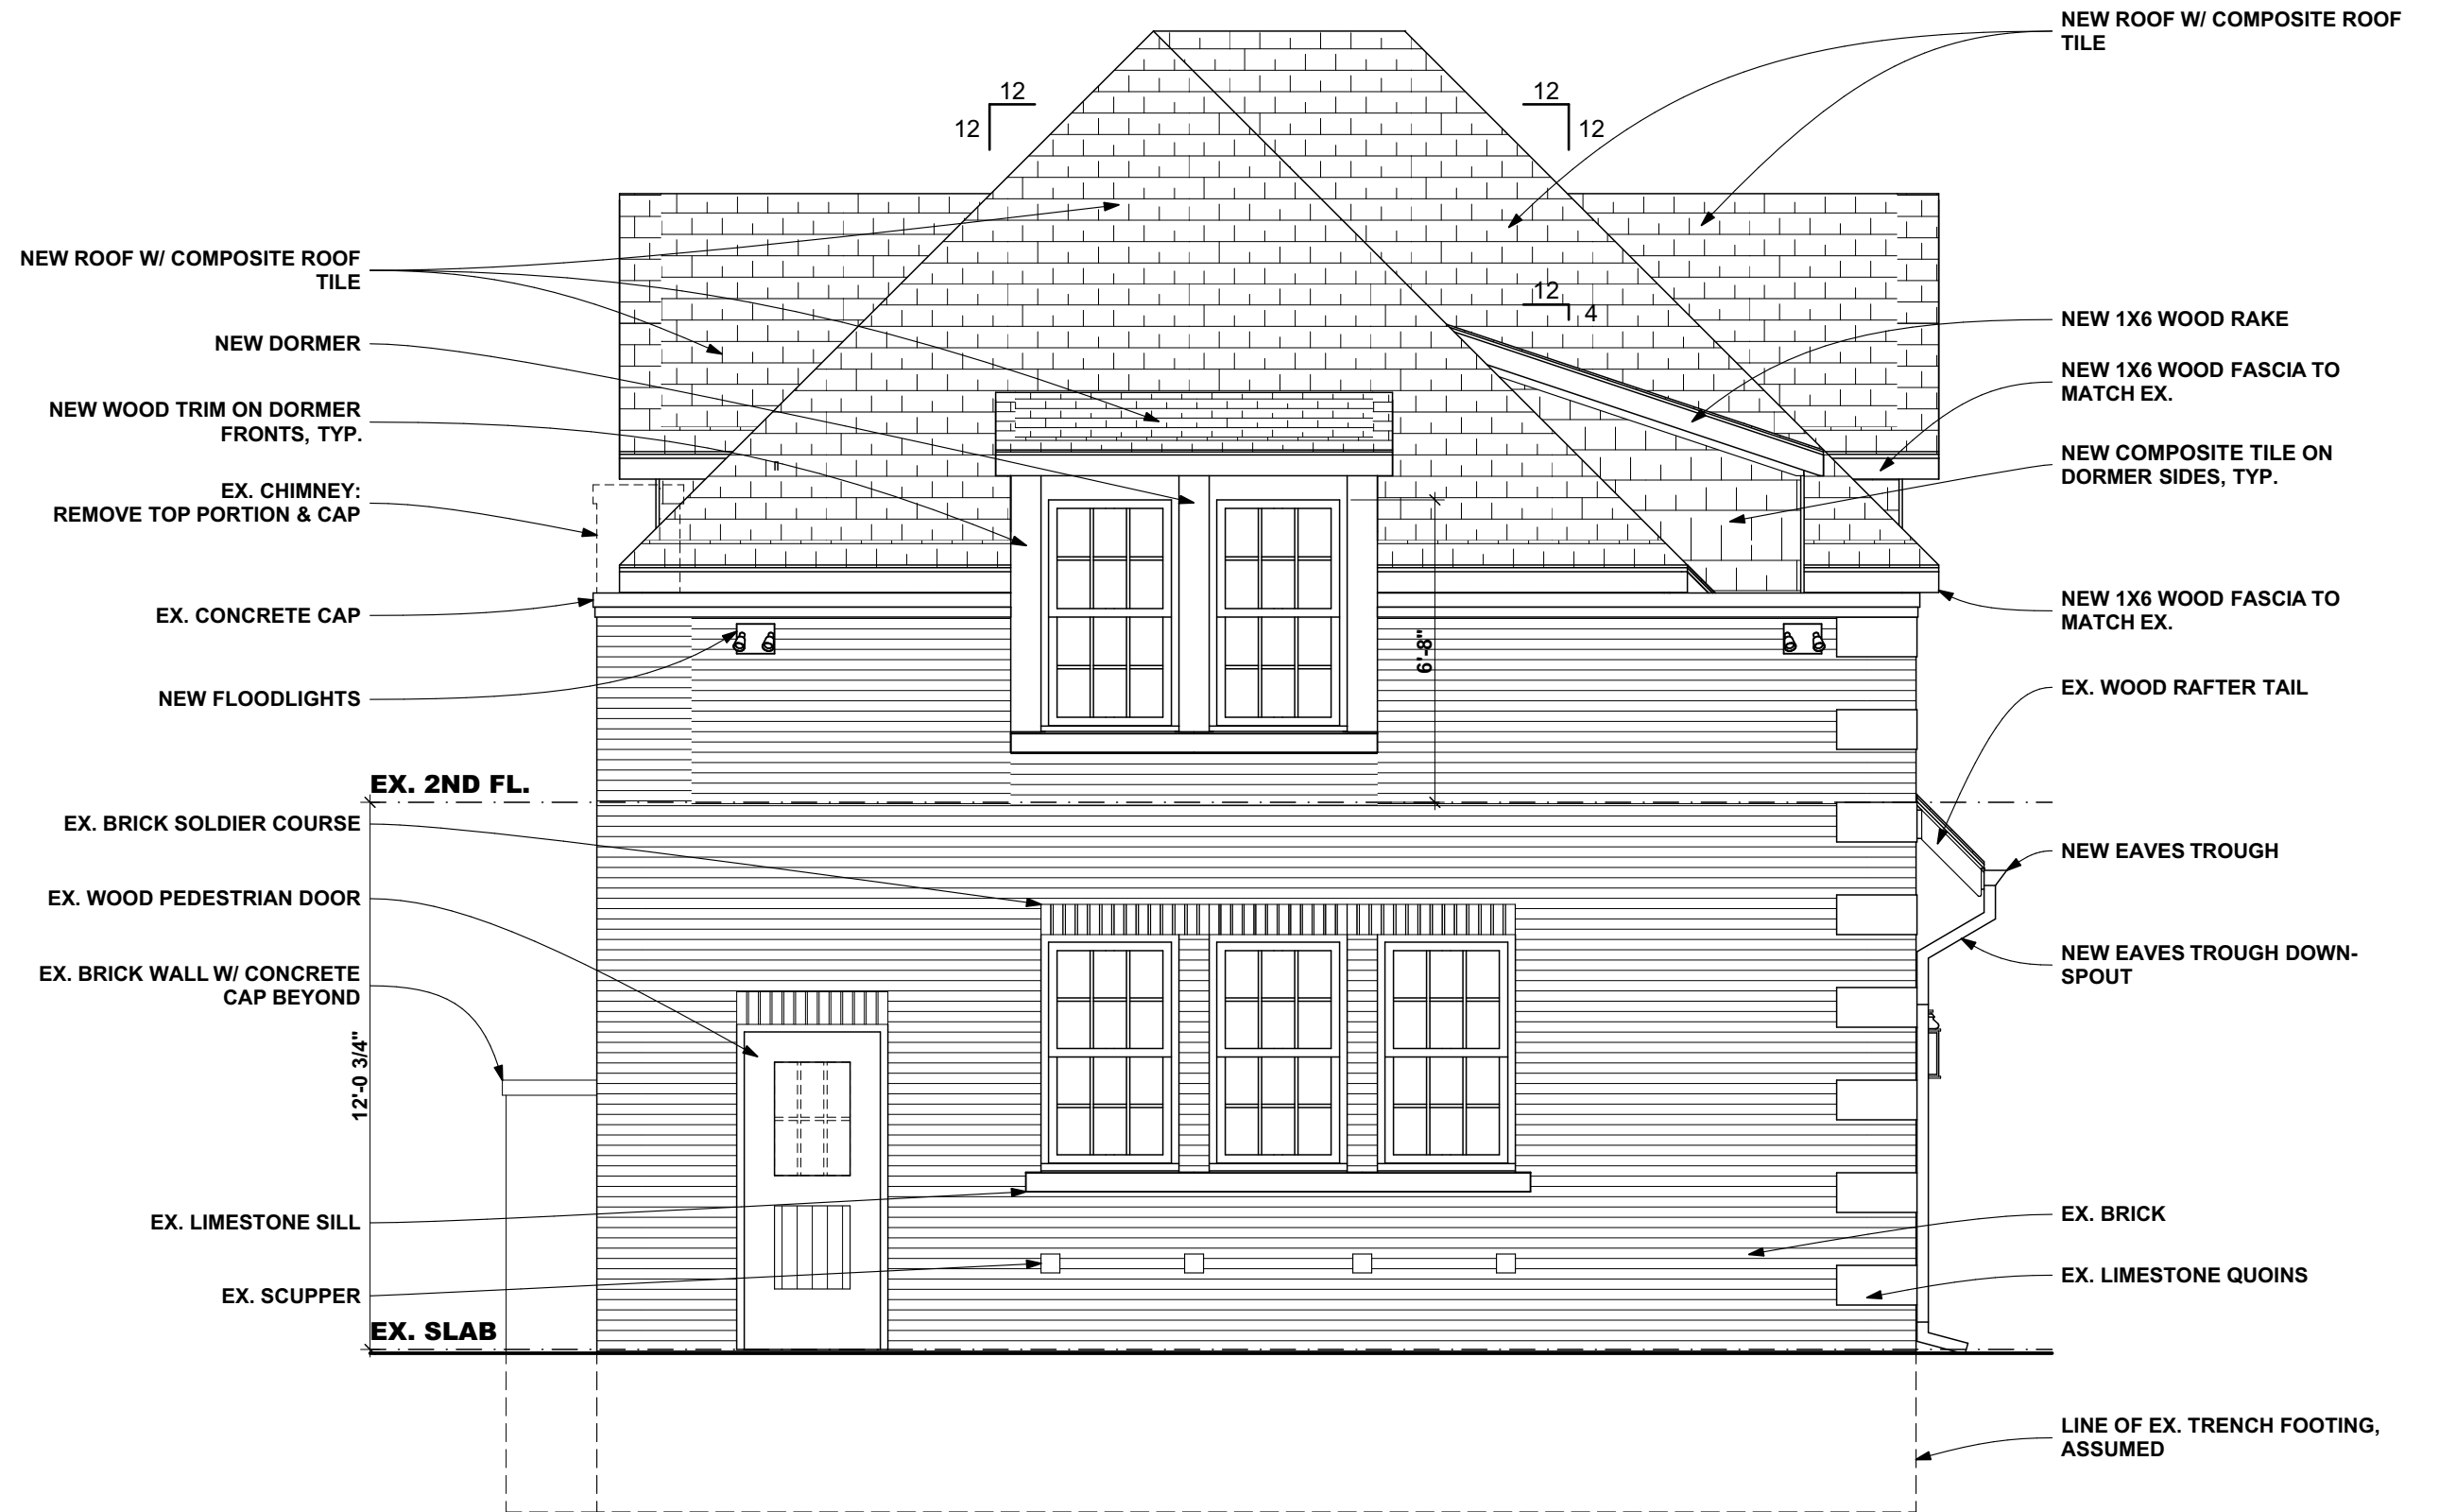 NEW ROOF W/ COMPOSITE ROOF
TILE
12
12
12
12
NEW ROOF W/ COMPOSITE ROOF
TILE
12
4
NEW DORMER
NEW WOOD TRIM ON DORMER
FRONTS, TYP.
EX. CHIMNEY:
REMOVE TOP PORTION & CAP
EX. CONCRETE CAP
NEW FLOODLIGHTS
EX. 2ND FL.
EX. BRICK SOLDIER COURSE
EX. WOOD PEDESTRIAN DOOR
EX. BRICK WALL W/ CONCRETE
CAP BEYOND
12'-0 3/4"
EX. LIMESTONE SILL
EX. SCUPPER
EX. SLAB
6'-8"
NEW 1X6 WOOD RAKE
NEW 1X6 WOOD FASCIA TO
MATCH EX.
NEW COMPOSITE TILE ON
DORMER SIDES, TYP.
NEW 1X6 WOOD FASCIA TO
MATCH EX.
EX. WOOD RAFTER TAIL
NEW EAVES TROUGH
NEW EAVES TROUGH DOWN-
SPOUT
EX. BRICK
EX. LIMESTONE QUOINS
LINE OF EX. TRENCH FOOTING,
ASSUMED